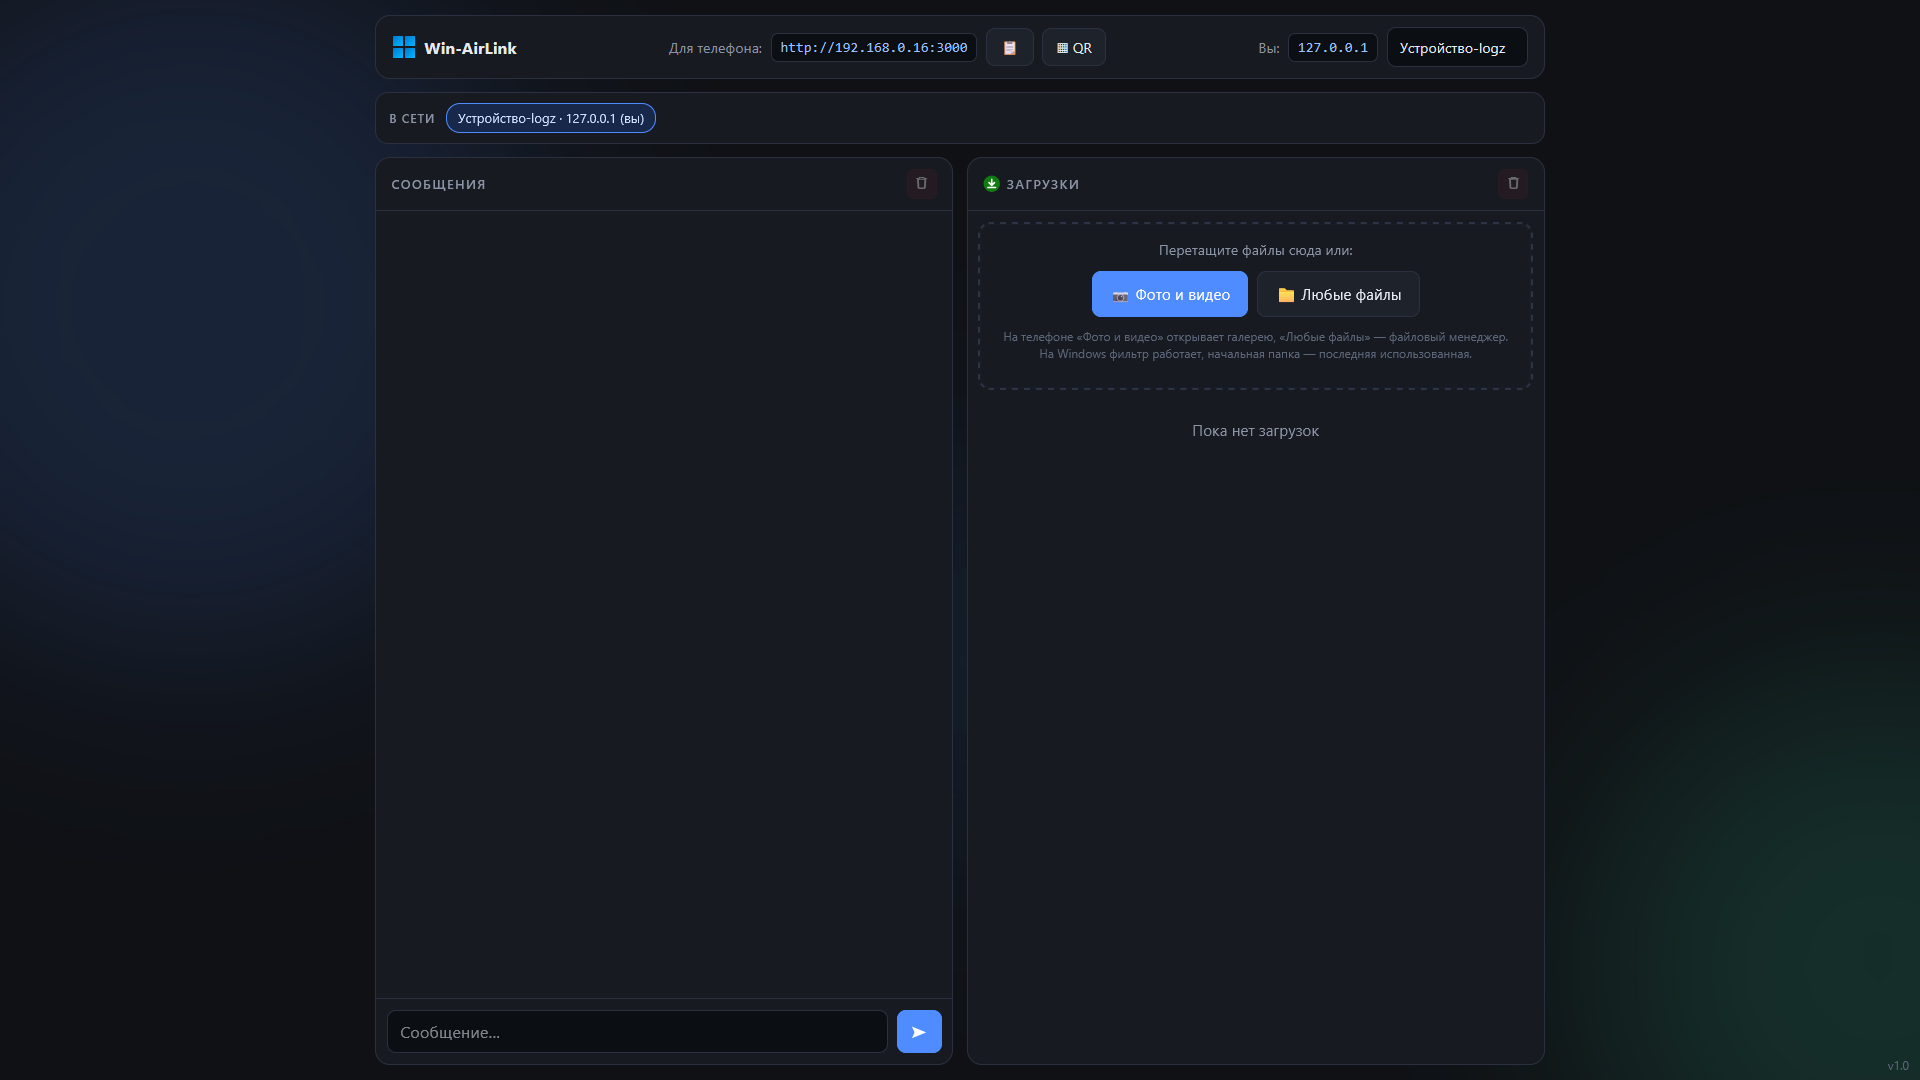 Win-AirLink
Для телефона: http://192.168.0.16:3000 QR
Вы: 127.0.0.1 Устройство-logz
В СЕТИ Устройство-logz · 127.0.0.1 (вы)
СООБЩЕНИЯ
Сообщение...
ЗАГРУЗКИ
Перетащите файлы сюда или:
Фото и видео Любые файлы
На телефоне «Фото и видео» открывает галерею, «Любые файлы» — файловый менеджер.
На Windows фильтр работает, начальная папка — последняя использованная.
Пока нет загрузок
v1.0